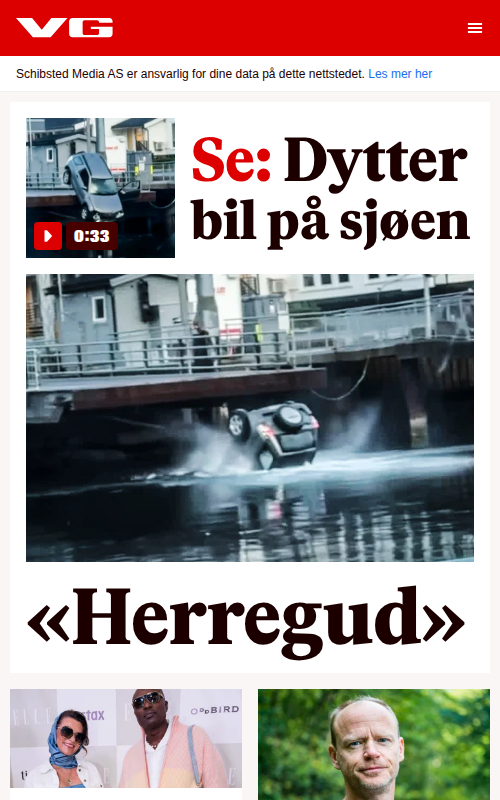 VG
Schibsted Media AS er ansvarlig for dine data på dette nettstedet. Les mer her
Se: Dytter
bil på sjøen
0:33
«Herregud»
OddBiRD